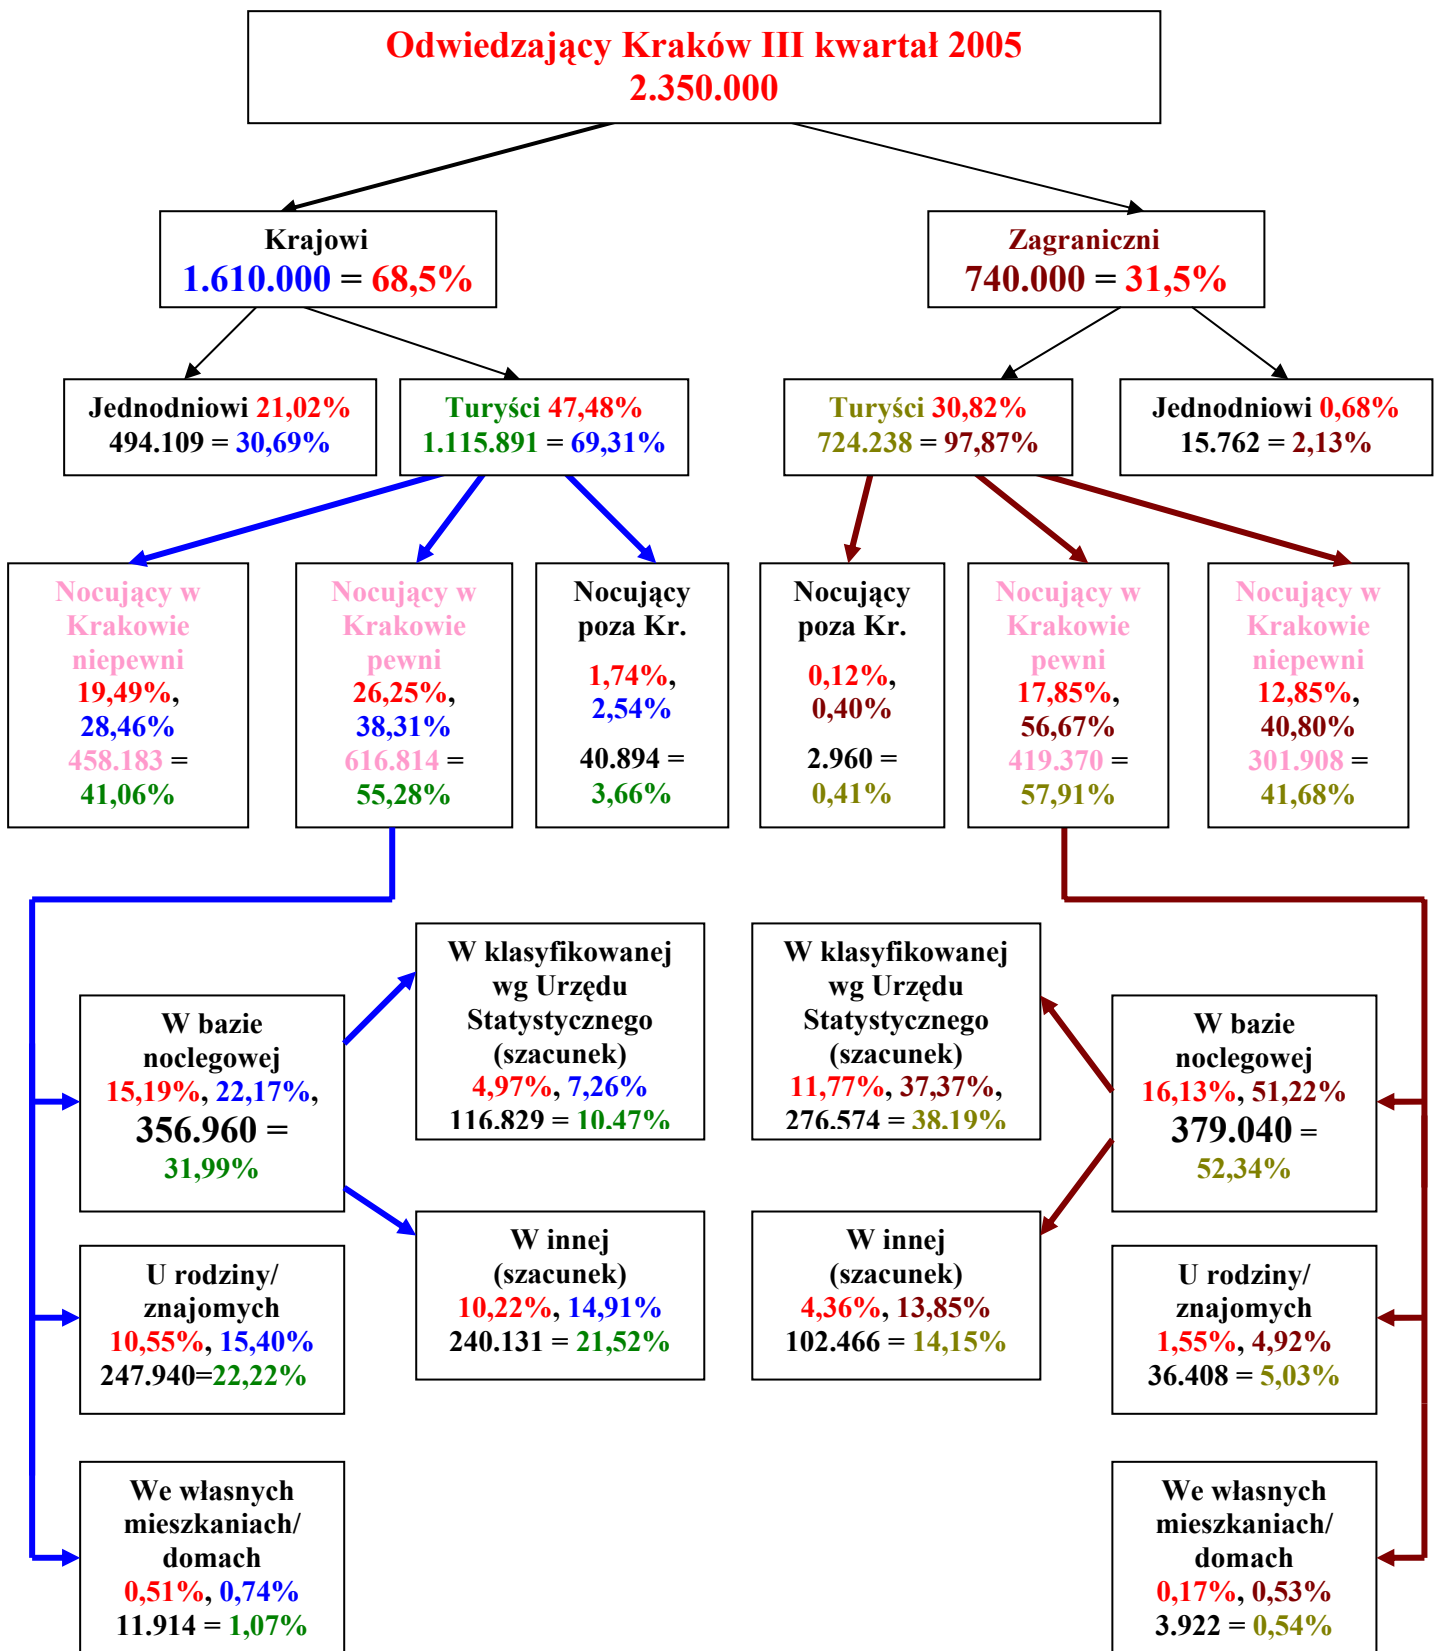 Odwiedzający Kraków III kwartał 2005
2.350.000
Krajowi
1.610.000 = 68,5%
Zagraniczni
740.000 = 31,5%
Jednodniowi 21,02%
494.109 = 30,69%
Turyści 47,48%
1.115.891 = 69,31%
Turyści 30,82%
724.238 = 97,87%
Jednodniowi 0,68%
15.762 = 2,13%
Nocujący w
Krakowie
niepewni
19,49%,
28,46%
458.183 =
41,06%
Nocujący w
Krakowie
pewni
26,25%,
38,31%
616.814 =
55,28%
Nocujący
poza Kr.
1,74%,
2,54%
40.894 =
3,66%
Nocujący
poza Kr.
0,12%,
0,40%
2.960 =
0,41%
Nocujący w
Krakowie
pewni
17,85%,
56,67%
419.370 =
57,91%
Nocujący w
Krakowie
niepewni
12,85%,
40,80%
301.908 =
41,68%
W bazie
noclegowej
15,19%, 22,17%,
356.960 =
31,99%
W klasyfikowanej
wg Urzędu
Statystycznego
(szacunek)
4,97%, 7,26%
116.829 = 10,47%
W klasyfikowanej
wg Urzędu
Statystycznego
(szacunek)
11,77%, 37,37%,
276.574 = 38,19%
W bazie
noclegowej
16,13%, 51,22%
379.040 =
52,34%
U rodziny/
znajomych
10,55%, 15,40%
247.940=22,22%
W innej
(szacunek)
10,22%, 14,91%
240.131 = 21,52%
W innej
(szacunek)
4,36%, 13,85%
102.466 = 14,15%
U rodziny/
znajomych
1,55%, 4,92%
36.408 = 5,03%
We własnych
mieszkaniach/
domach
0,51%, 0,74%
11.914 = 1,07%
We własnych
mieszkaniach/
domach
0,17%, 0,53%
3.922 = 0,54%